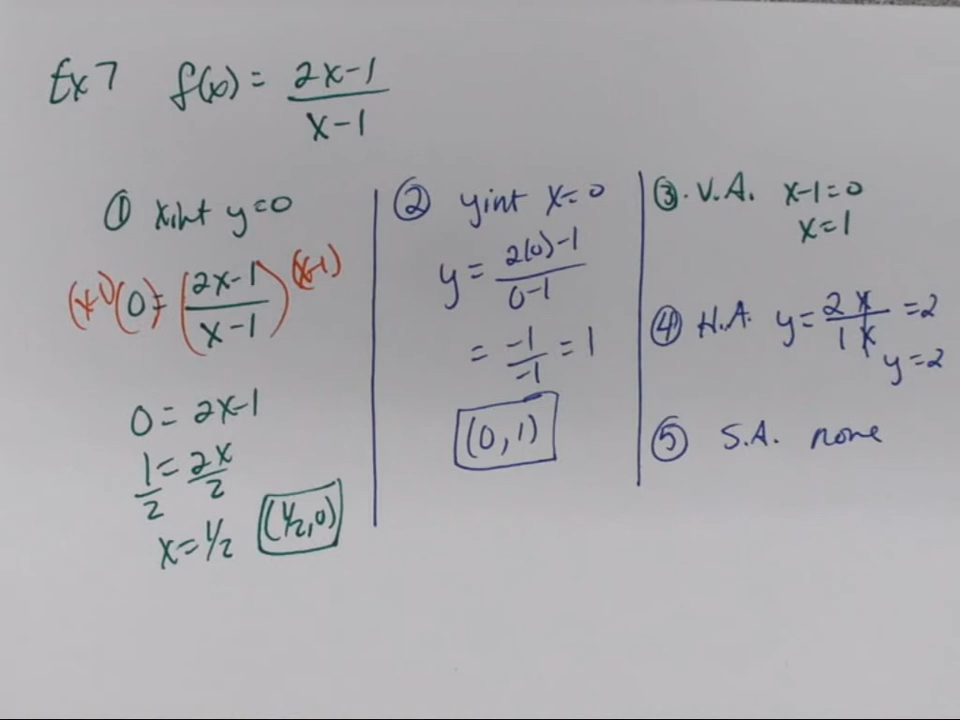 Ex 7 f(x) = 2x-1 / x-1
① x int y=0
(x-1)(0) = (2x-1 / x-1)(x-1)
0 = 2x-1
1/2 = 2x/2
x = 1/2 (1/2, 0)
② y int x=0
y = 2(0)-1 / 0-1
= -1/-1 = 1
(0, 1)
③ V.A. x-1=0
x=1
④ H.A. y= 2x/1x =2
y=2
⑤ S.A. none